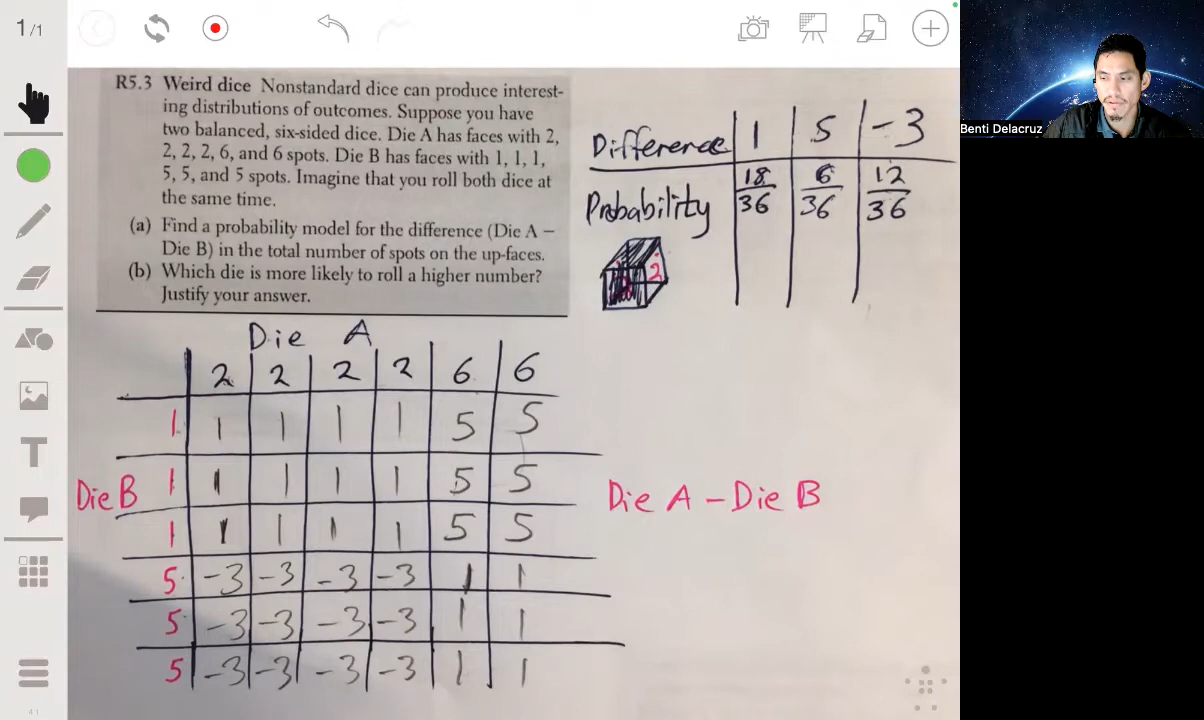 1/1
R5.3 Weird dice Nonstandard dice can produce interest-
ing distributions of outcomes. Suppose you have
two balanced, six-sided dice. Die A has faces with 2,
2, 2, 2, 6, and 6 spots. Die B has faces with 1, 1, 1,
5, 5, and 5 spots. Imagine that you roll both dice at
the same time.
(a) Find a probability model for the difference (Die A –
Die B) in the total number of spots on the up-faces.
(b) Which die is more likely to roll a higher number?
Justify your answer.
Difference 1 5 -3
Probability 18/36 6/36 12/36
2
Benti Delacruz
Die A
2 2 2 2 6 6
1 1 1 1 1 5 5
Die B 1 1 1 1 1 5 5
1 1 1 1 1 5 5
5 -3 -3 -3 -3 1 1
5 -3 -3 -3 -3 1 1
5 -3 -3 -3 -3 1 1
Die A - Die B
T